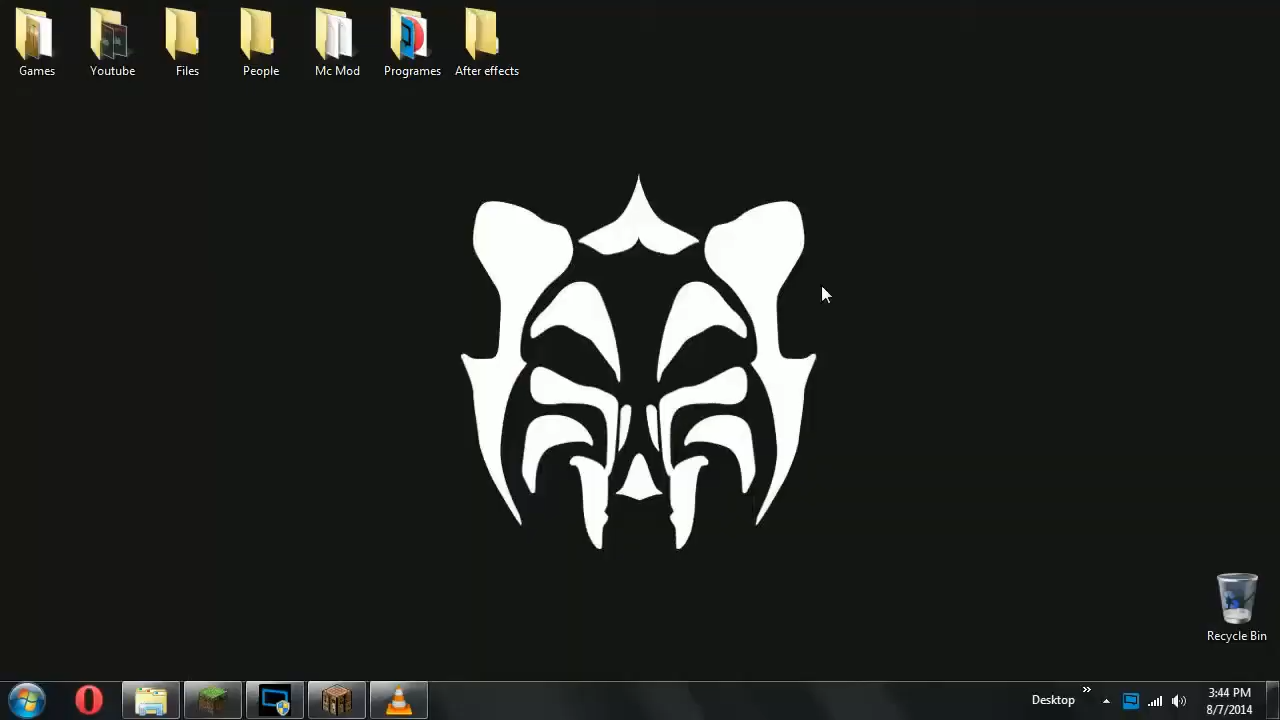 Games
Youtube
Files
People
Mc Mod
Programes
After effects
Recycle Bin
Desktop
3:44 PM
8/7/2014